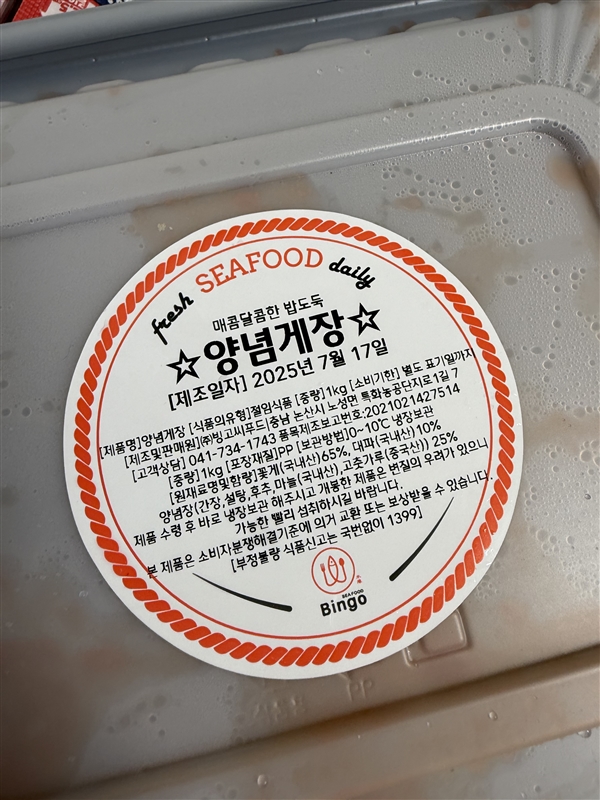 fresh SEAFOOD daily
매콤달콤한 밥도둑
☆양념게장☆
[제조일자] 2025년 7월 17일
[제품명]양념게장 [식품의유형]절임식품 [중량]1kg [소비기한] 별도 표기일까지
[제조및판매원]㈜빙고씨푸드|충남 논산시 노성면 특화농공단지로1길 7
[고객상담] 041-734-1743 품목제조보고번호:2021021427514
[중량]1kg [포장재질]PP [보관방법]0~10℃ 냉장보관
[원재료명및함량]꽃게(국내산)65%, 대파(국내산)10%
양념장(간장,설탕,후추,마늘(국내산),고춧가루(중국산)) 25%
제품 수령 후 바로 냉장보관 해주시고 개봉한 제품은 변질의 우려가 있으니
가능한 빨리 섭취하시길 바랍니다.
본 제품은 소비자분쟁해결기준에 의거 교환 또는 보상받을 수 있습니다.
[부정불량 식품신고는 국번없이 1399]
SEAFOOD
Bingo
PP